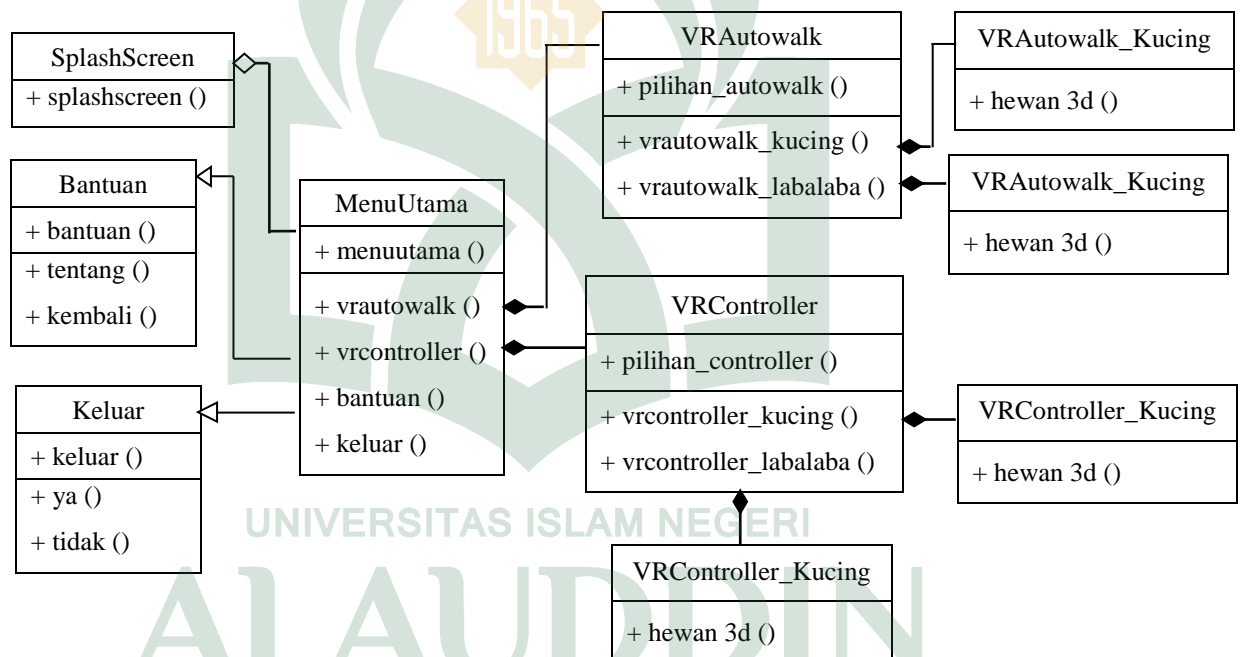 1965
SplashScreen
+ splashscreen ()
Bantuan
+ bantuan ()
+ tentang ()
+ kembali ()
Keluar
+ keluar ()
+ ya ()
+ tidak ()
MenuUtama
+ menuutama ()
+ vrautowalk ()
+ vrcontroller ()
+ bantuan ()
+ keluar ()
VRAutowalk
+ pilihan_autowalk ()
+ vrautowalk_kucing ()
+ vrautowalk_labalaba ()
VRAutowalk_Kucing
+ hewan 3d ()
VRAutowalk_Kucing
+ hewan 3d ()
VRController
+ pilihan_controller ()
+ vrcontroller_kucing ()
+ vrcontroller_labalaba ()
VRController_Kucing
+ hewan 3d ()
VRController_Kucing
+ hewan 3d ()
UNIVERSITAS ISLAM NEGERI
ALAUDDIN